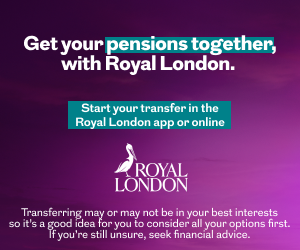 Get your pensions together,
with Royal London.
Start your transfer in the
Royal London app or online
ROYAL
LONDON
Transferring may or may not be in your best interests
so it's a good idea for you to consider all your options first.
If you're still unsure, seek financial advice.